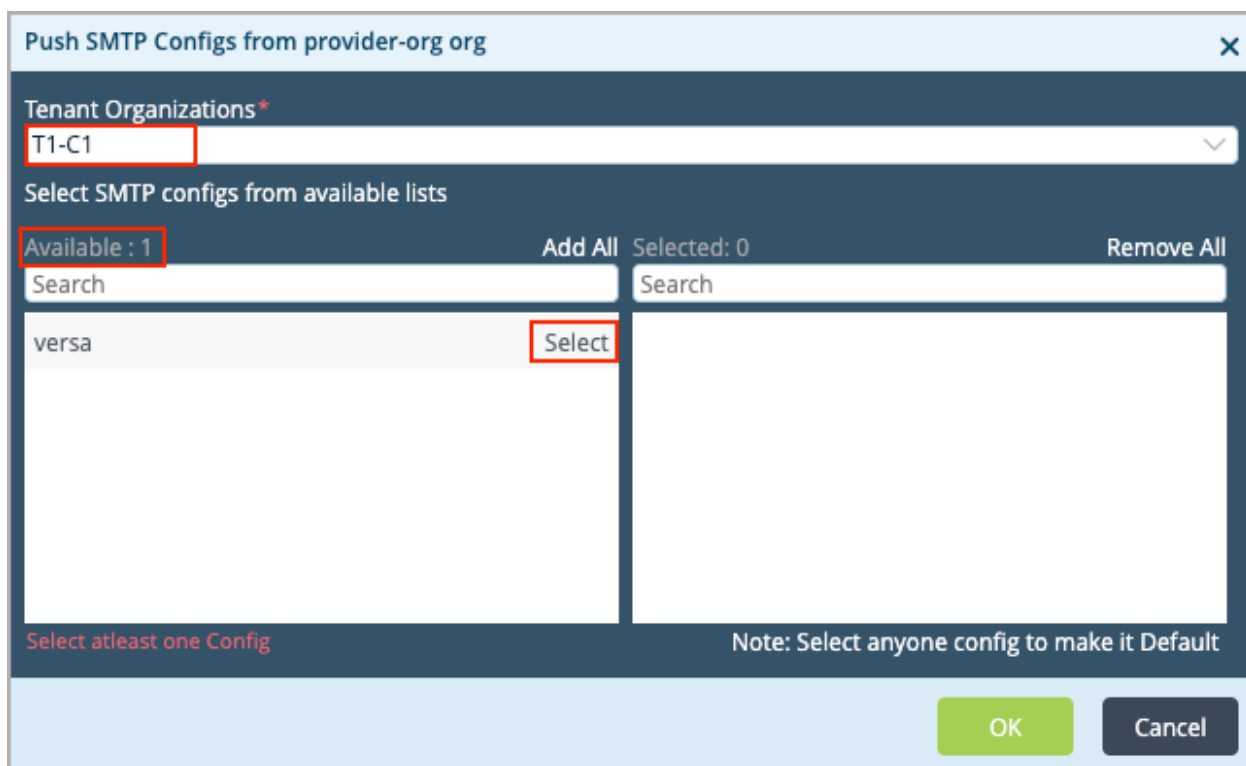 Push SMTP Configs from provider-org org
Tenant Organizations*
T1-C1
Select SMTP configs from available lists
Available : 1 Add All Selected: 0 Remove All
Search Search
versa Select
Select atleast one Config Note: Select anyone config to make it Default
OK Cancel